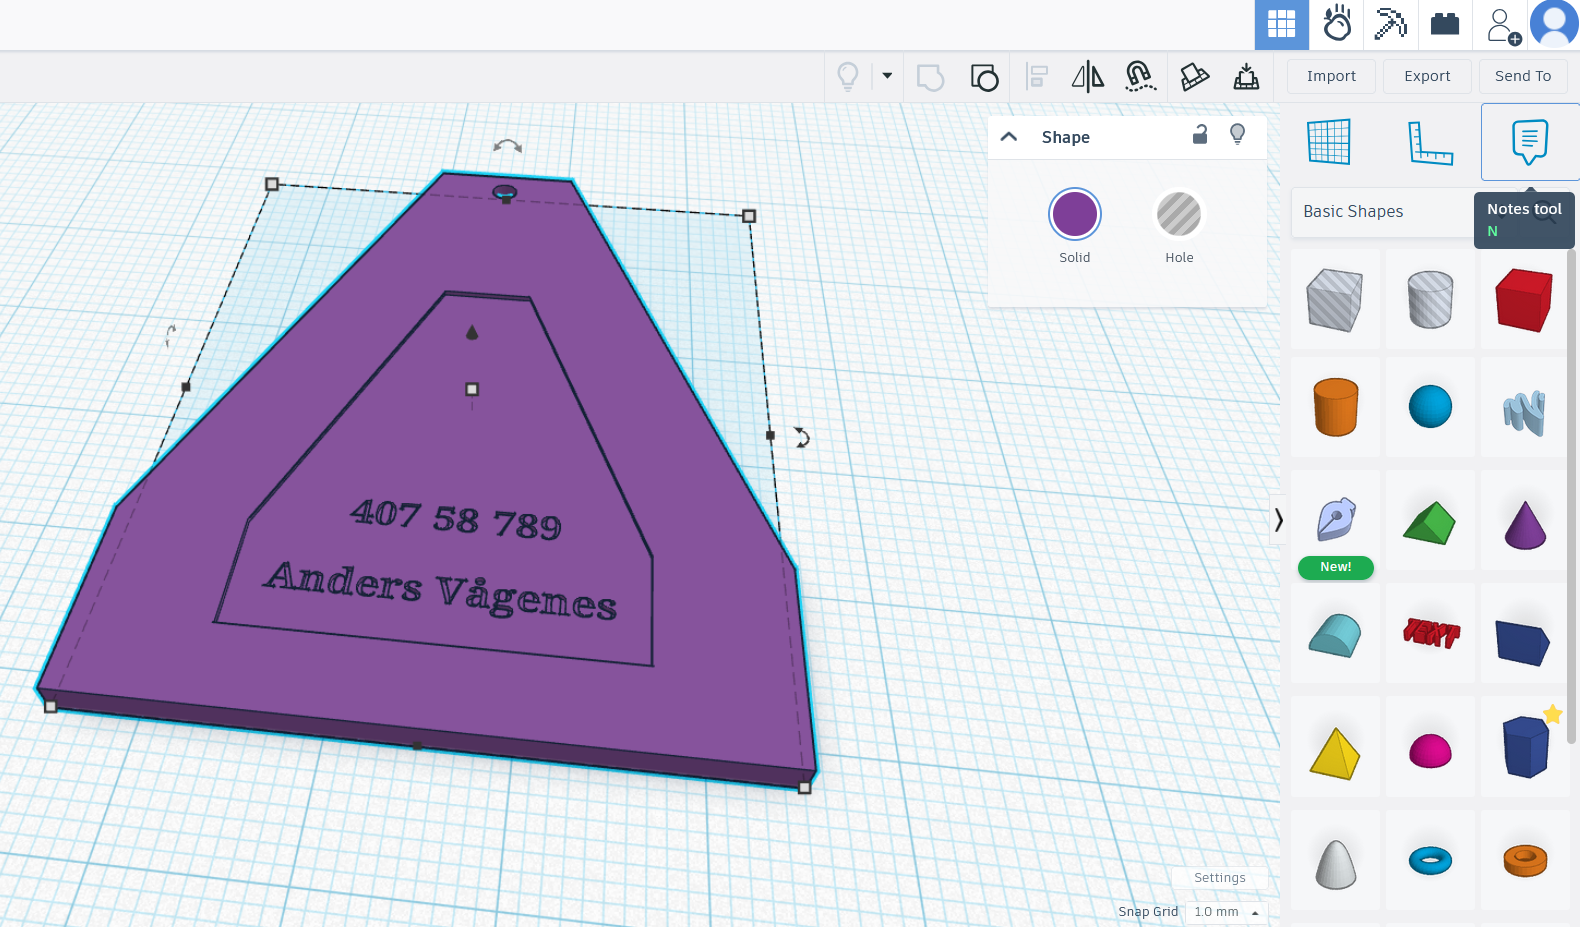 Import
Export
Send To
Shape
Solid
Hole
Basic Shapes
Notes tool
N
New!
TEXT
407 58 789
Anders Vågenes
Settings
Snap Grid
1.0 mm